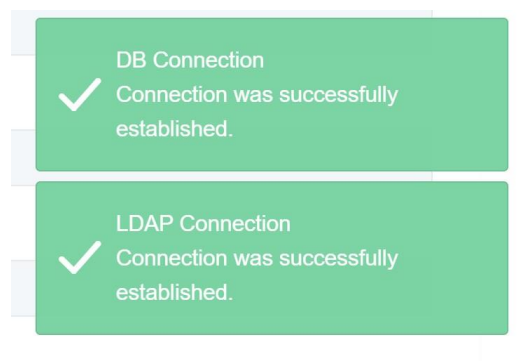 DB Connection
Connection was successfully
established.
LDAP Connection
Connection was successfully
established.